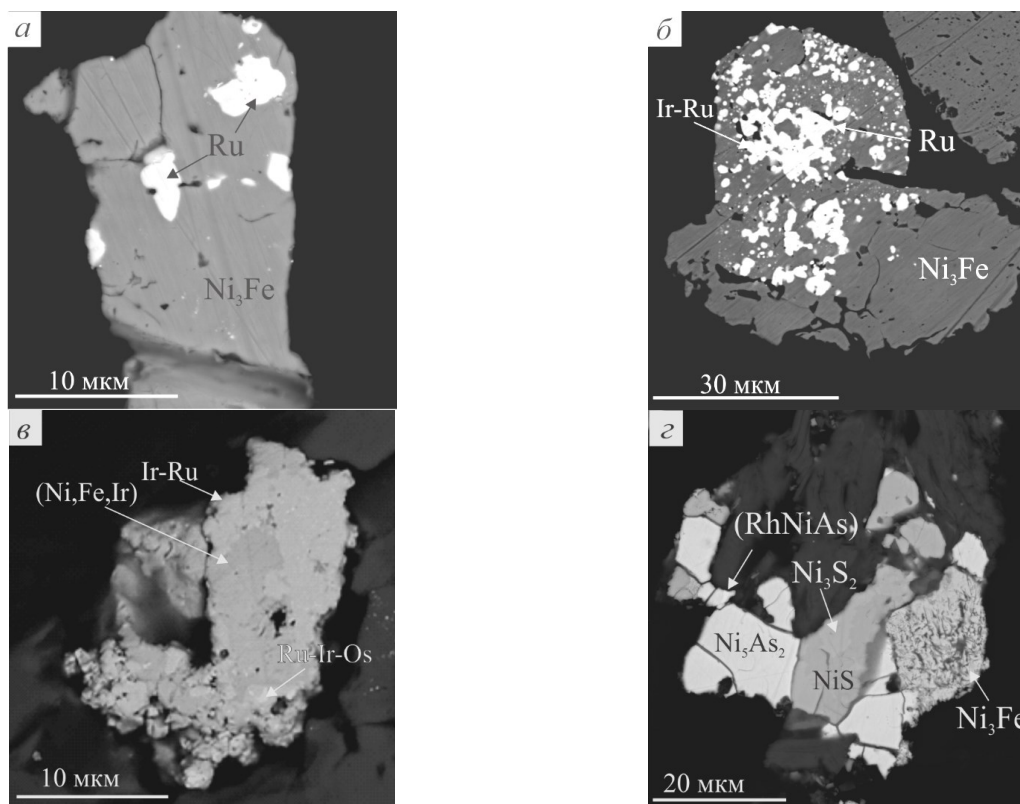 а
Ru
Ni₃Fe
10 мкм
б
Ir-Ru
Ru
Ni₃Fe
30 мкм
в
Ir-Ru
(Ni,Fe,Ir)
Ru-Ir-Os
10 мкм
г
(RhNiAs)
Ni₃S₂
Ni₅As₂
NiS
Ni₃Fe
20 мкм